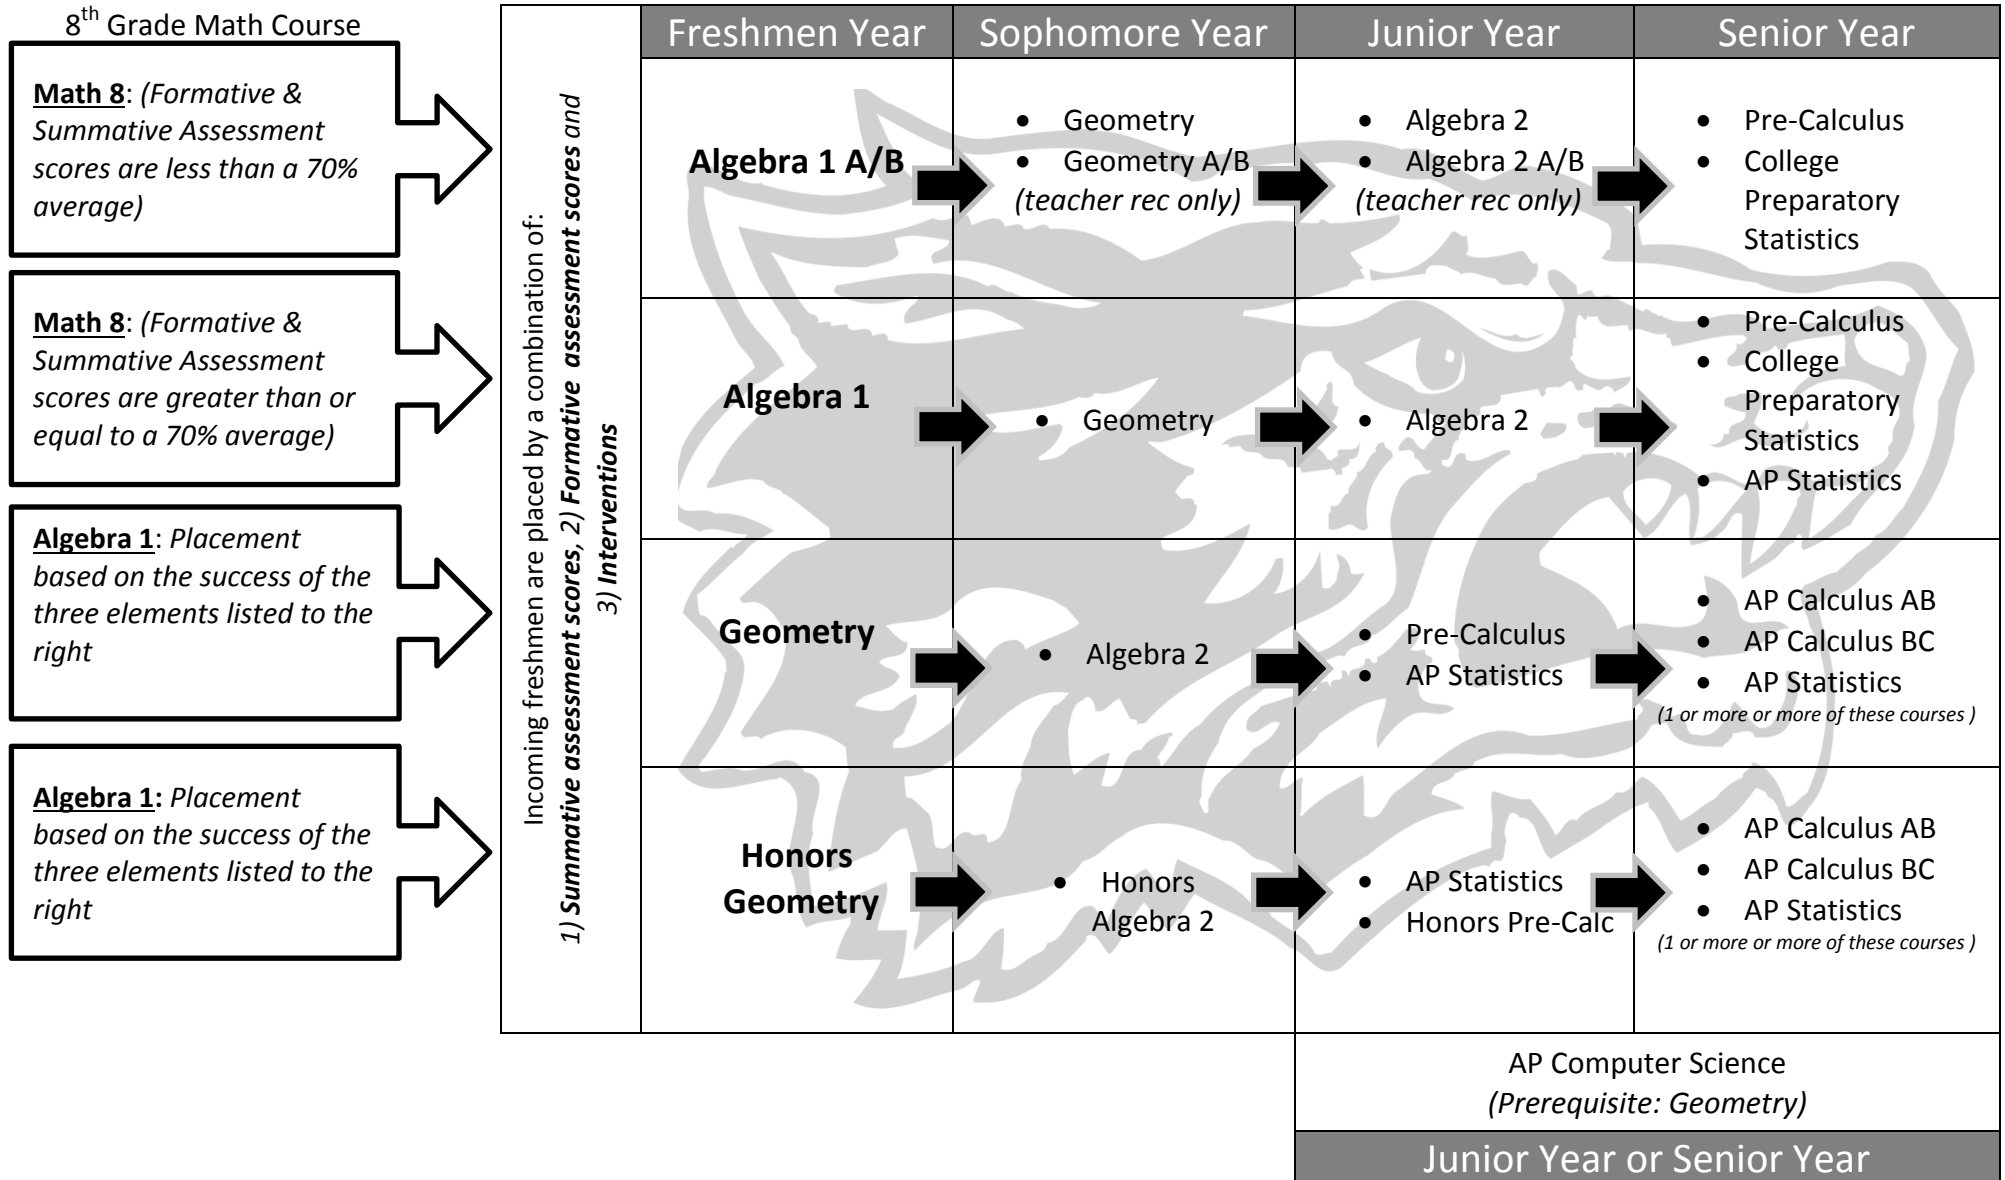 8th Grade Math Course
Math 8: (Formative &
Summative Assessment
scores are less than a 70%
average)
Math 8: (Formative &
Summative Assessment
scores are greater than or
equal to a 70% average)
Algebra 1: Placement
based on the success of the
three elements listed to the
right
Algebra 1: Placement
based on the success of the
three elements listed to the
right
Incoming freshmen are placed by a combination of:
1) Summative assessment scores, 2) Formative assessment scores and
3) Interventions
Freshmen Year
Sophomore Year
Junior Year
Senior Year
Algebra 1 A/B
• Geometry
• Geometry A/B
(teacher rec only)
• Algebra 2
• Algebra 2 A/B
(teacher rec only)
• Pre-Calculus
• College
Preparatory
Statistics
Algebra 1
• Geometry
• Algebra 2
• Pre-Calculus
• College
Preparatory
Statistics
• AP Statistics
Geometry
• Algebra 2
• Pre-Calculus
• AP Statistics
• AP Calculus AB
• AP Calculus BC
• AP Statistics
(1 or more or more of these courses )
Honors
Geometry
• Honors
Algebra 2
• AP Statistics
• Honors Pre-Calc
• AP Calculus AB
• AP Calculus BC
• AP Statistics
(1 or more or more of these courses )
AP Computer Science
(Prerequisite: Geometry)
Junior Year or Senior Year